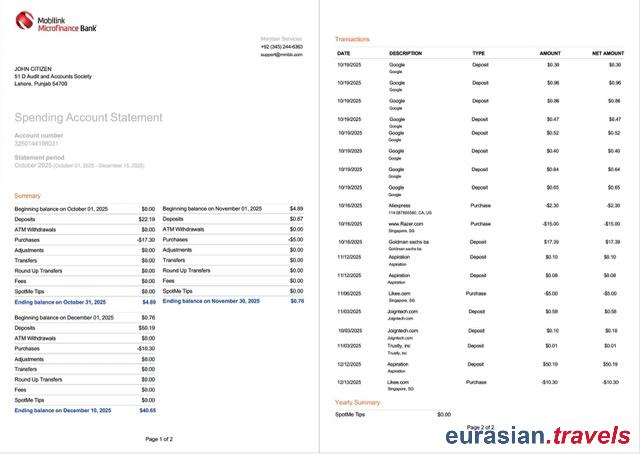 Mobilink
Microfinance Bank
Member Services
+92 (345) 244-6363
support@mmbb.com
JOHN CITIZEN
51 D Audit and Accounts Society
Lahore, Punjab 54700
Spending Account Statement
Account number
3250144198031
Statement period
October 2025 (October 01, 2025 - December 15, 2025)
Summary
Beginning balance on October 01, 2025 $0.00
Deposits $22.19
ATM Withdrawals $0.00
Purchases -$17.30
Adjustments $0.00
Transfers $0.00
Round Up Transfers $0.00
Fees $0.00
SpotMe Tips $0.00
Ending balance on October 31, 2025 $4.89
Beginning balance on November 01, 2025 $4.89
Deposits $0.87
ATM Withdrawals $0.00
Purchases -$5.00
Adjustments $0.00
Transfers $0.00
Round Up Transfers $0.00
Fees $0.00
SpotMe Tips $0.00
Ending balance on November 30, 2025 $0.76
Beginning balance on December 01, 2025 $0.76
Deposits $50.19
ATM Withdrawals $0.00
Purchases -$10.30
Adjustments $0.00
Transfers $0.00
Round Up Transfers $0.00
Fees $0.00
SpotMe Tips $0.00
Ending balance on December 10, 2025 $40.65
Page 1 of 2
Transactions
DATE DESCRIPTION TYPE AMOUNT NET AMOUNT
10/19/2025 Google Deposit $0.30 $0.30
Google
10/19/2025 Google Deposit $0.96 $0.96
Google
10/19/2025 Google Deposit $0.86 $0.86
Google
10/19/2025 Google Deposit $0.47 $0.47
Google
10/19/2025 Google Deposit $0.52 $0.52
Google
10/19/2025 Google Deposit $0.40 $0.40
Google
10/19/2025 Google Deposit $0.64 $0.64
Google
10/19/2025 Google Deposit $0.65 $0.65
Google
10/16/2025 Aliexpress Purchase -$2.30 -$2.30
CA, US
10/16/2025 www.Razer.com Purchase -$15.00 -$15.00
Singapore, SG
10/16/2025 Goldman sachs ba Deposit $17.39 $17.39
Goldman sachs ba
11/12/2025 Aspiration Deposit $0.10 $0.10
Aspiration
11/12/2025 Aspiration Deposit $0.08 $0.08
Aspiration
11/06/2025 Likee.com Purchase -$5.00 -$5.00
Singapore, SG
11/03/2025 Joigntech.com Deposit $0.58 $0.58
Joigntech.com
10/03/2025 Joigntech.com Deposit $0.10 $0.18
Joigntech.com
11/03/2025 Trustly, inc Deposit $0.01 $0.01
Trustly, inc
12/12/2025 Aspiration Deposit $50.19 $50.19
Aspiration
12/13/2025 Likee.com Purchase -$10.30 -$10.30
Singapore, SG
Yearly Summary
SpotMe Tips $0.00
Page 2 of 2
eurasian.travels